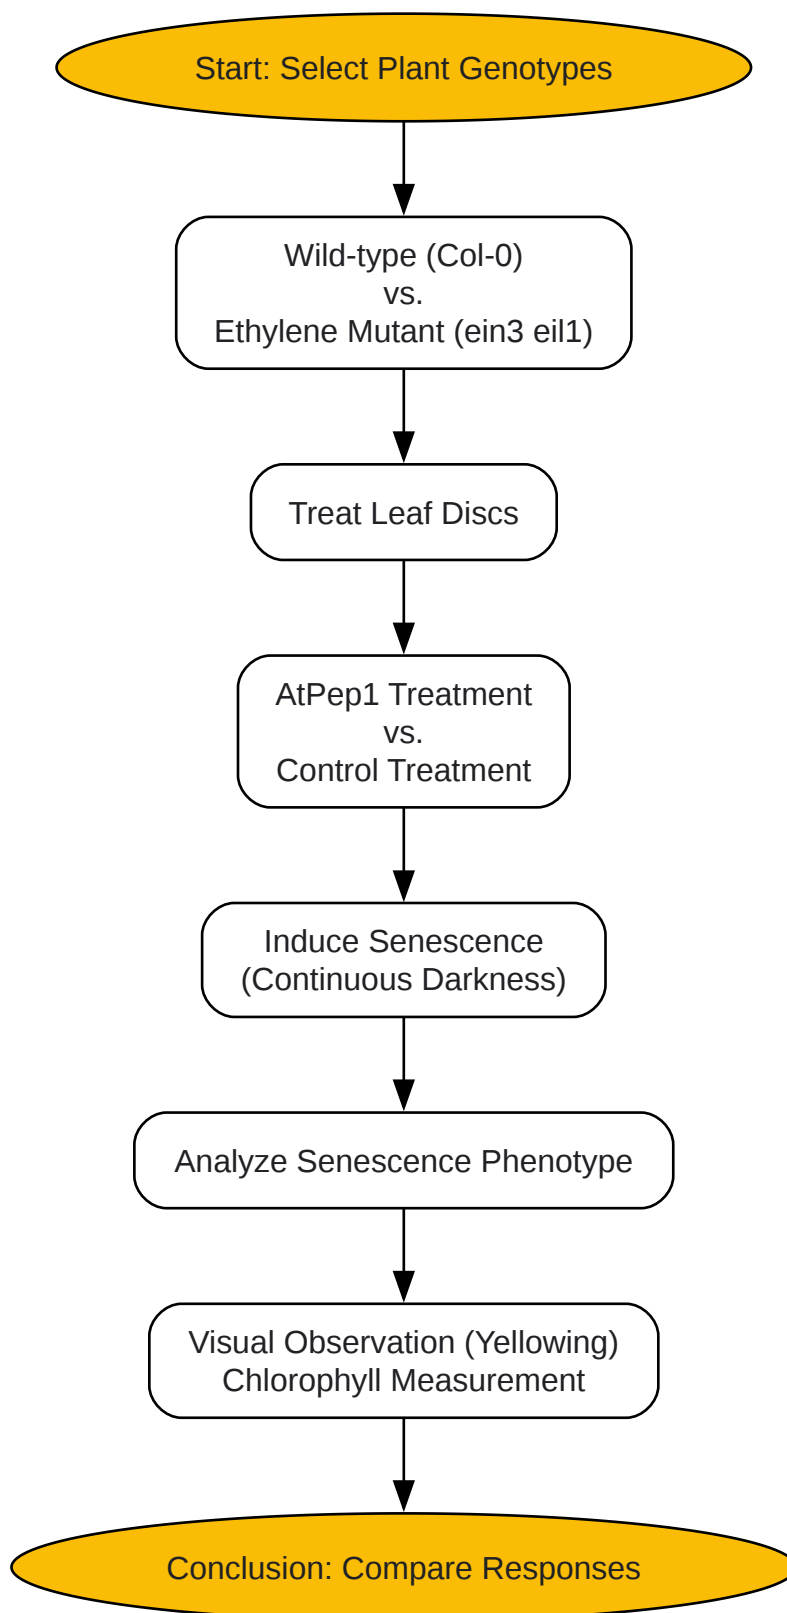 Start: Select Plant Genotypes
Wild-type (Col-0)
vs.
Ethylene Mutant (ein3 eil1)
Treat Leaf Discs
AtPep1 Treatment
vs.
Control Treatment
Induce Senescence
(Continuous Darkness)
Analyze Senescence Phenotype
Visual Observation (Yellowing)
Chlorophyll Measurement
Conclusion: Compare Responses